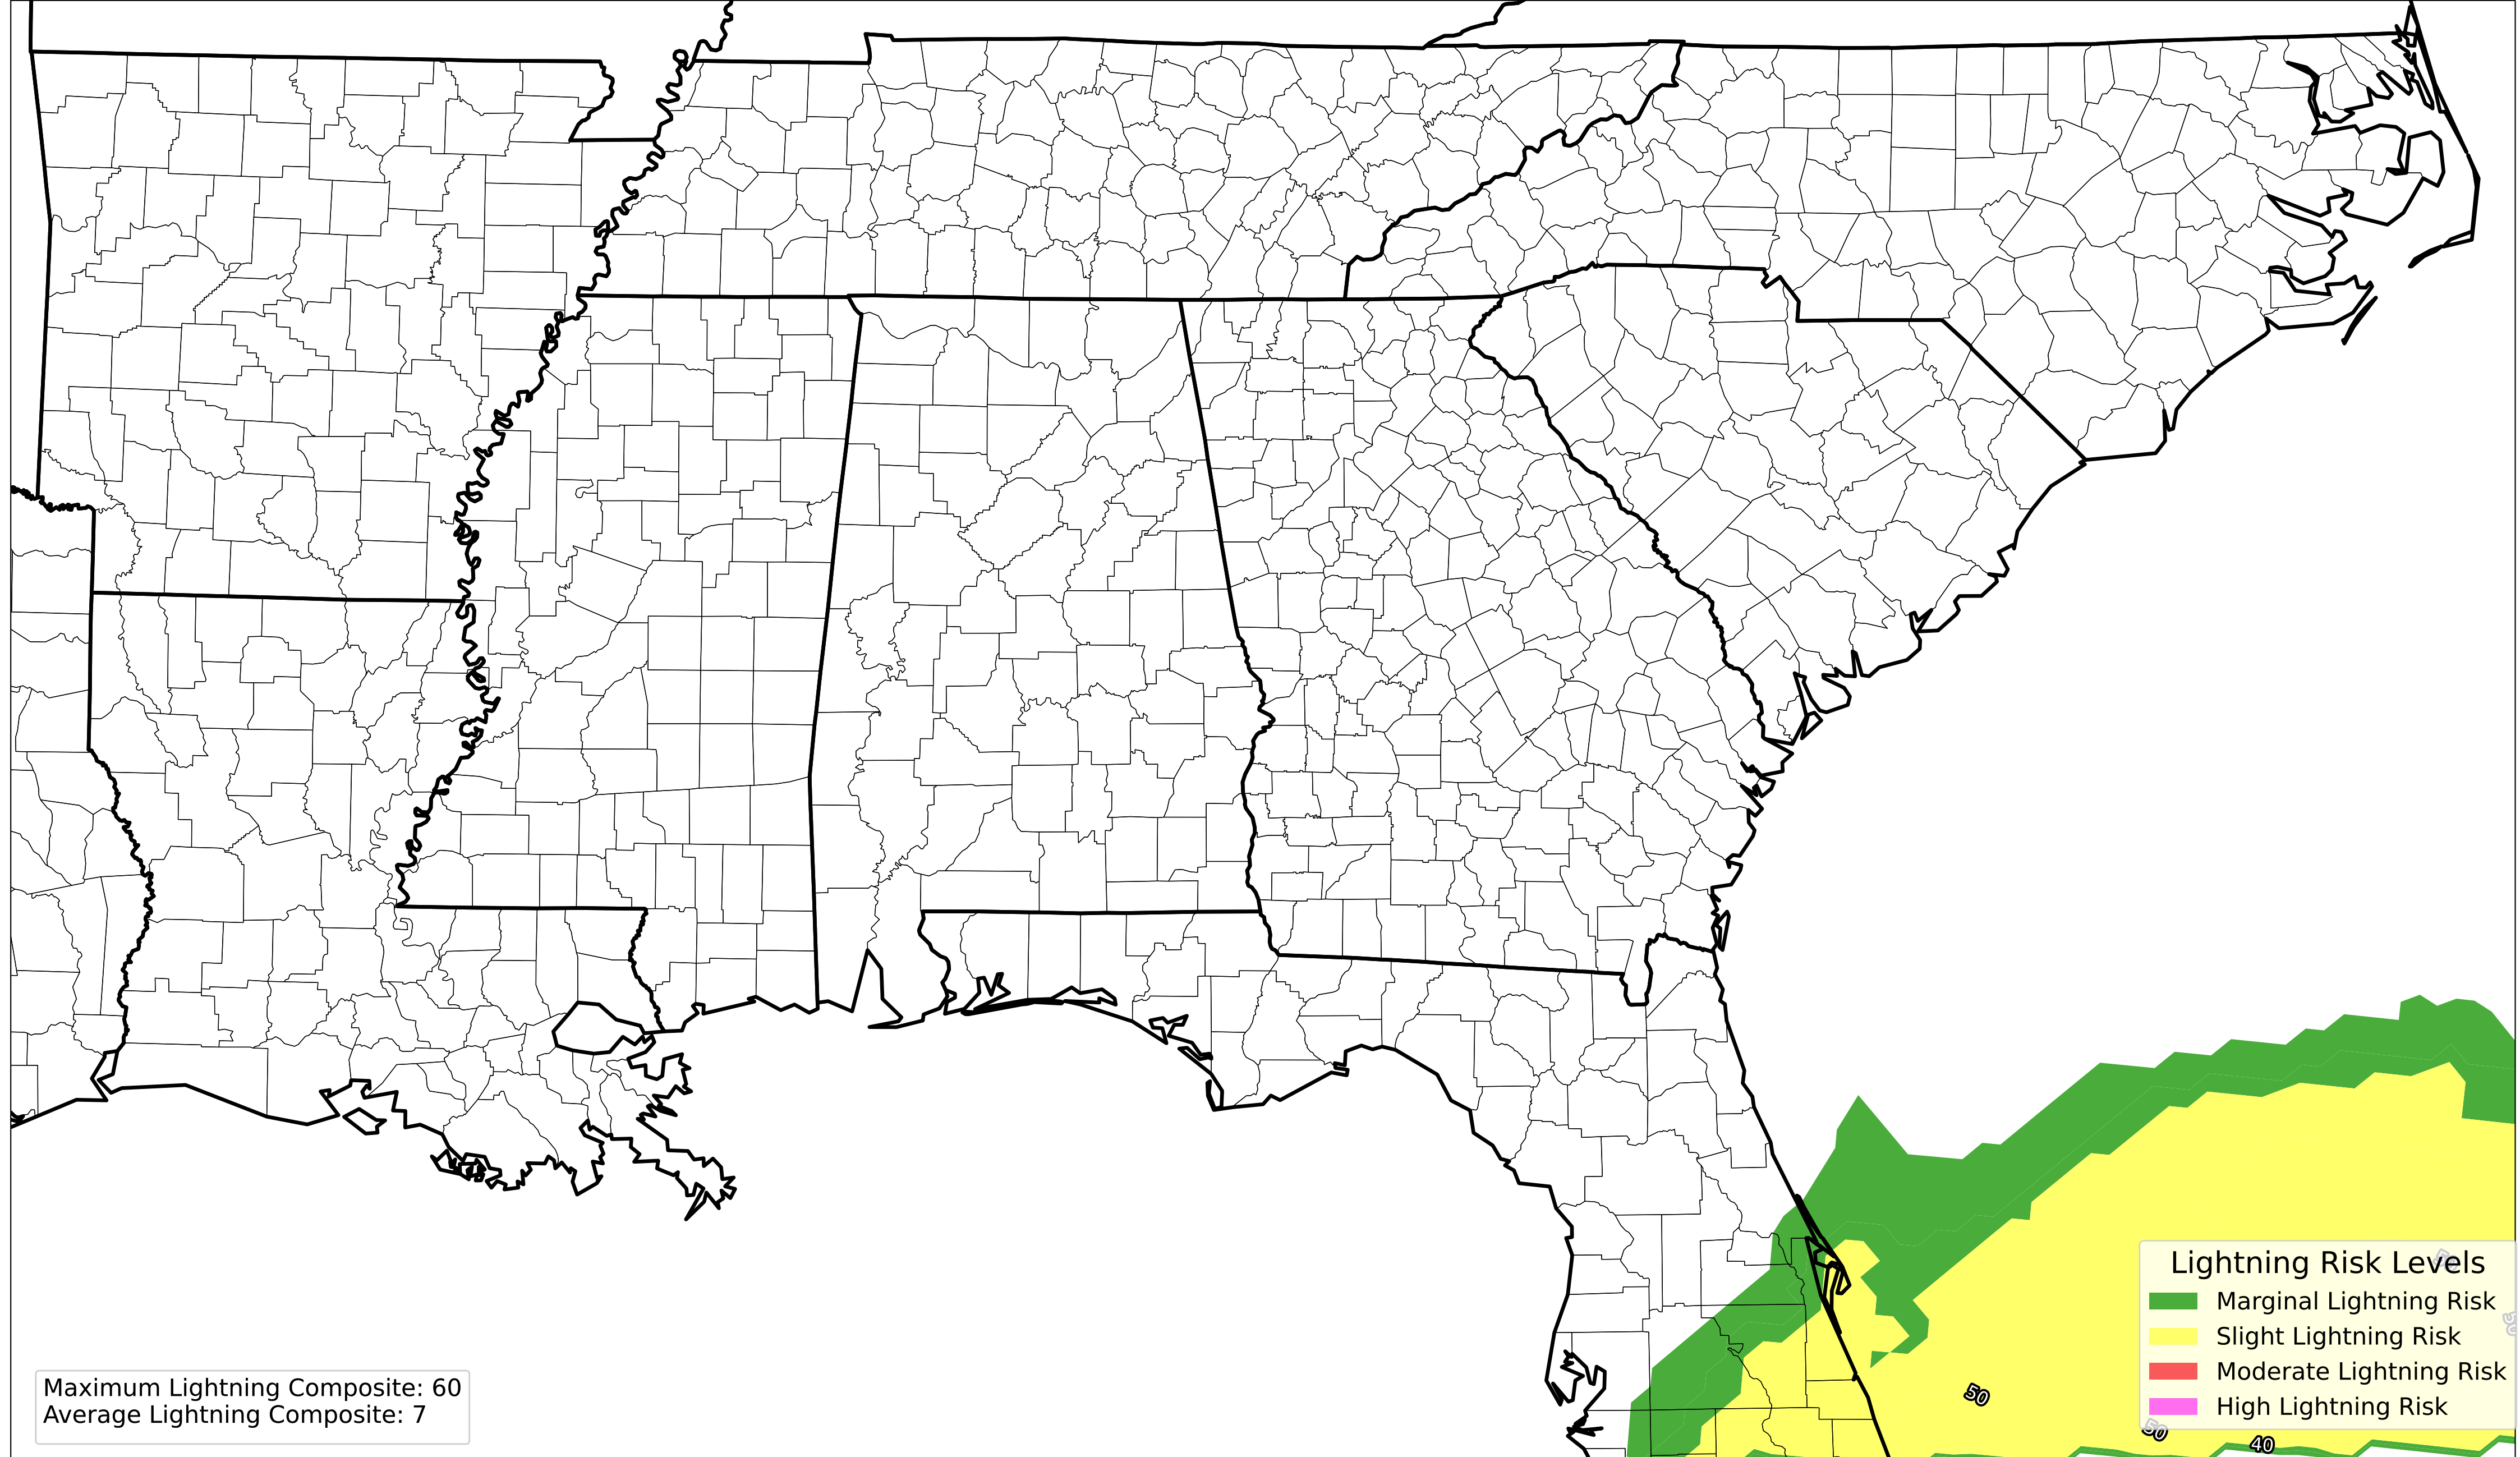 Lightning Risk Levels
Marginal Lightning Risk
Slight Lightning Risk
Moderate Lightning Risk
High Lightning Risk
Maximum Lightning Composite: 60
Average Lightning Composite: 7
50
50
40